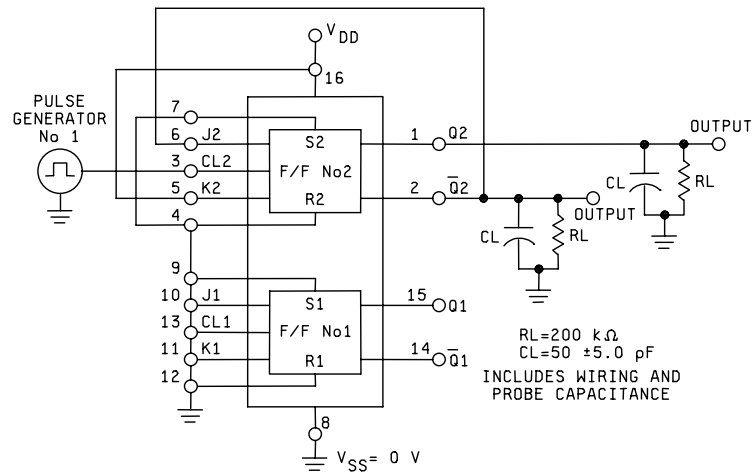 V DD
16
PULSE
GENERATOR
No 1
7
6 J2
3 CL2
5 K2
4
S2
F/F No2
R2
1 Q2
2 Q̅2
OUTPUT
CL RL
OUTPUT
CL RL
9
10 J1
13 CL1
11 K1
12
S1
F/F No1
R1
15 Q1
14 Q̅1
RL=200 kΩ
CL=50 ±5.0 pF
INCLUDES WIRING AND
PROBE CAPACITANCE
8
VSS= 0 V